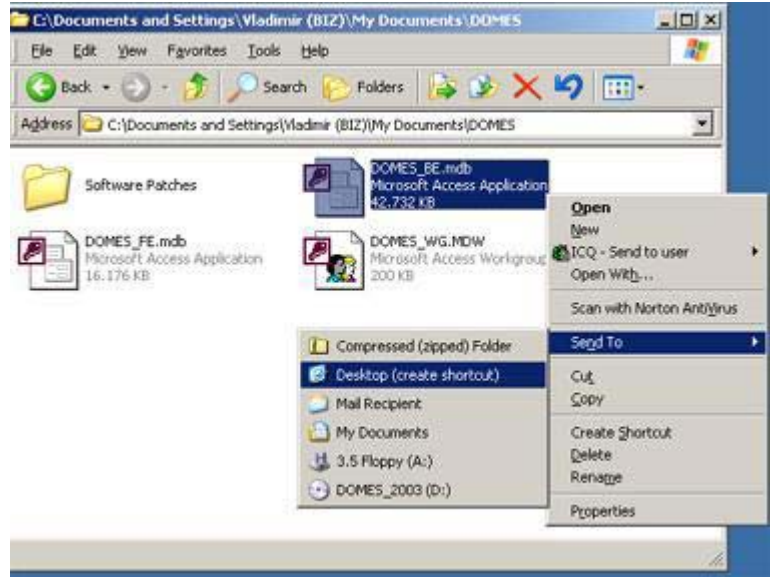 C:\Documents and Settings\Vladimir (BIZ)\My Documents\DOMES
File Edit View Favorites Tools Help
Back Search Folders
Address C:\Documents and Settings\Vladimir (BIZ)\My Documents\DOMES
Software Patches
DOMES_BE.mdb
Microsoft Access Application
42.732 KB
DOMES_FE.mdb
Microsoft Access Application
16.176 KB
DOMES_WG.MDW
Microsoft Access Workgroup
200 KB
Open
New
ICQ - Send to user
Open With...
Scan with Norton AntiVirus
Send To
Cut
Copy
Create Shortcut
Delete
Rename
Properties
Compressed (zipped) Folder
Desktop (create shortcut)
Mail Recipient
My Documents
3.5 Floppy (A:)
DOMES_2003 (D:)